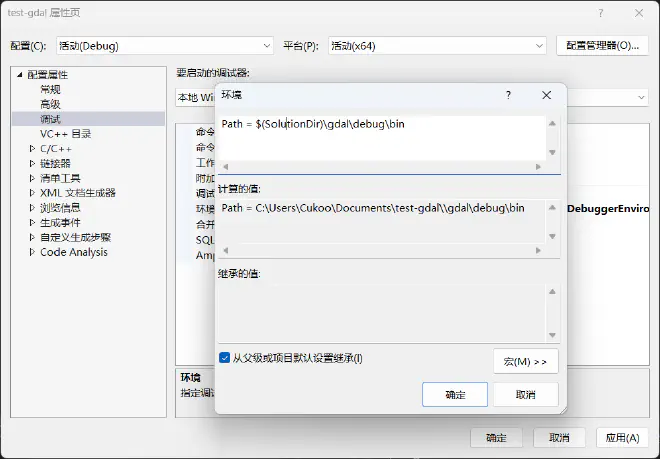 test-gdal 属性页
配置(C):
活动(Debug)
平台(P):
活动(x64)
配置管理器(O)...
配置属性
常规
高级
调试
VC++ 目录
C/C++
链接器
清单工具
XML 文档生成器
浏览信息
生成事件
自定义生成步骤
Code Analysis
要启动的调试器:
本地 Win
命令
命令
工作
附加
调试
环境
合并
SQL
Amp
DebuggerEnviro
环境
指定调试
环境
Path = $(SolutionDir)\gdal\debug\bin
计算的值:
Path = C:\Users\Cukoo\Documents\test-gdal\\gdal\debug\bin
继承的值:
从父级或项目默认设置继承(I)
宏(M) >>
确定
取消
确定
取消
应用(A)